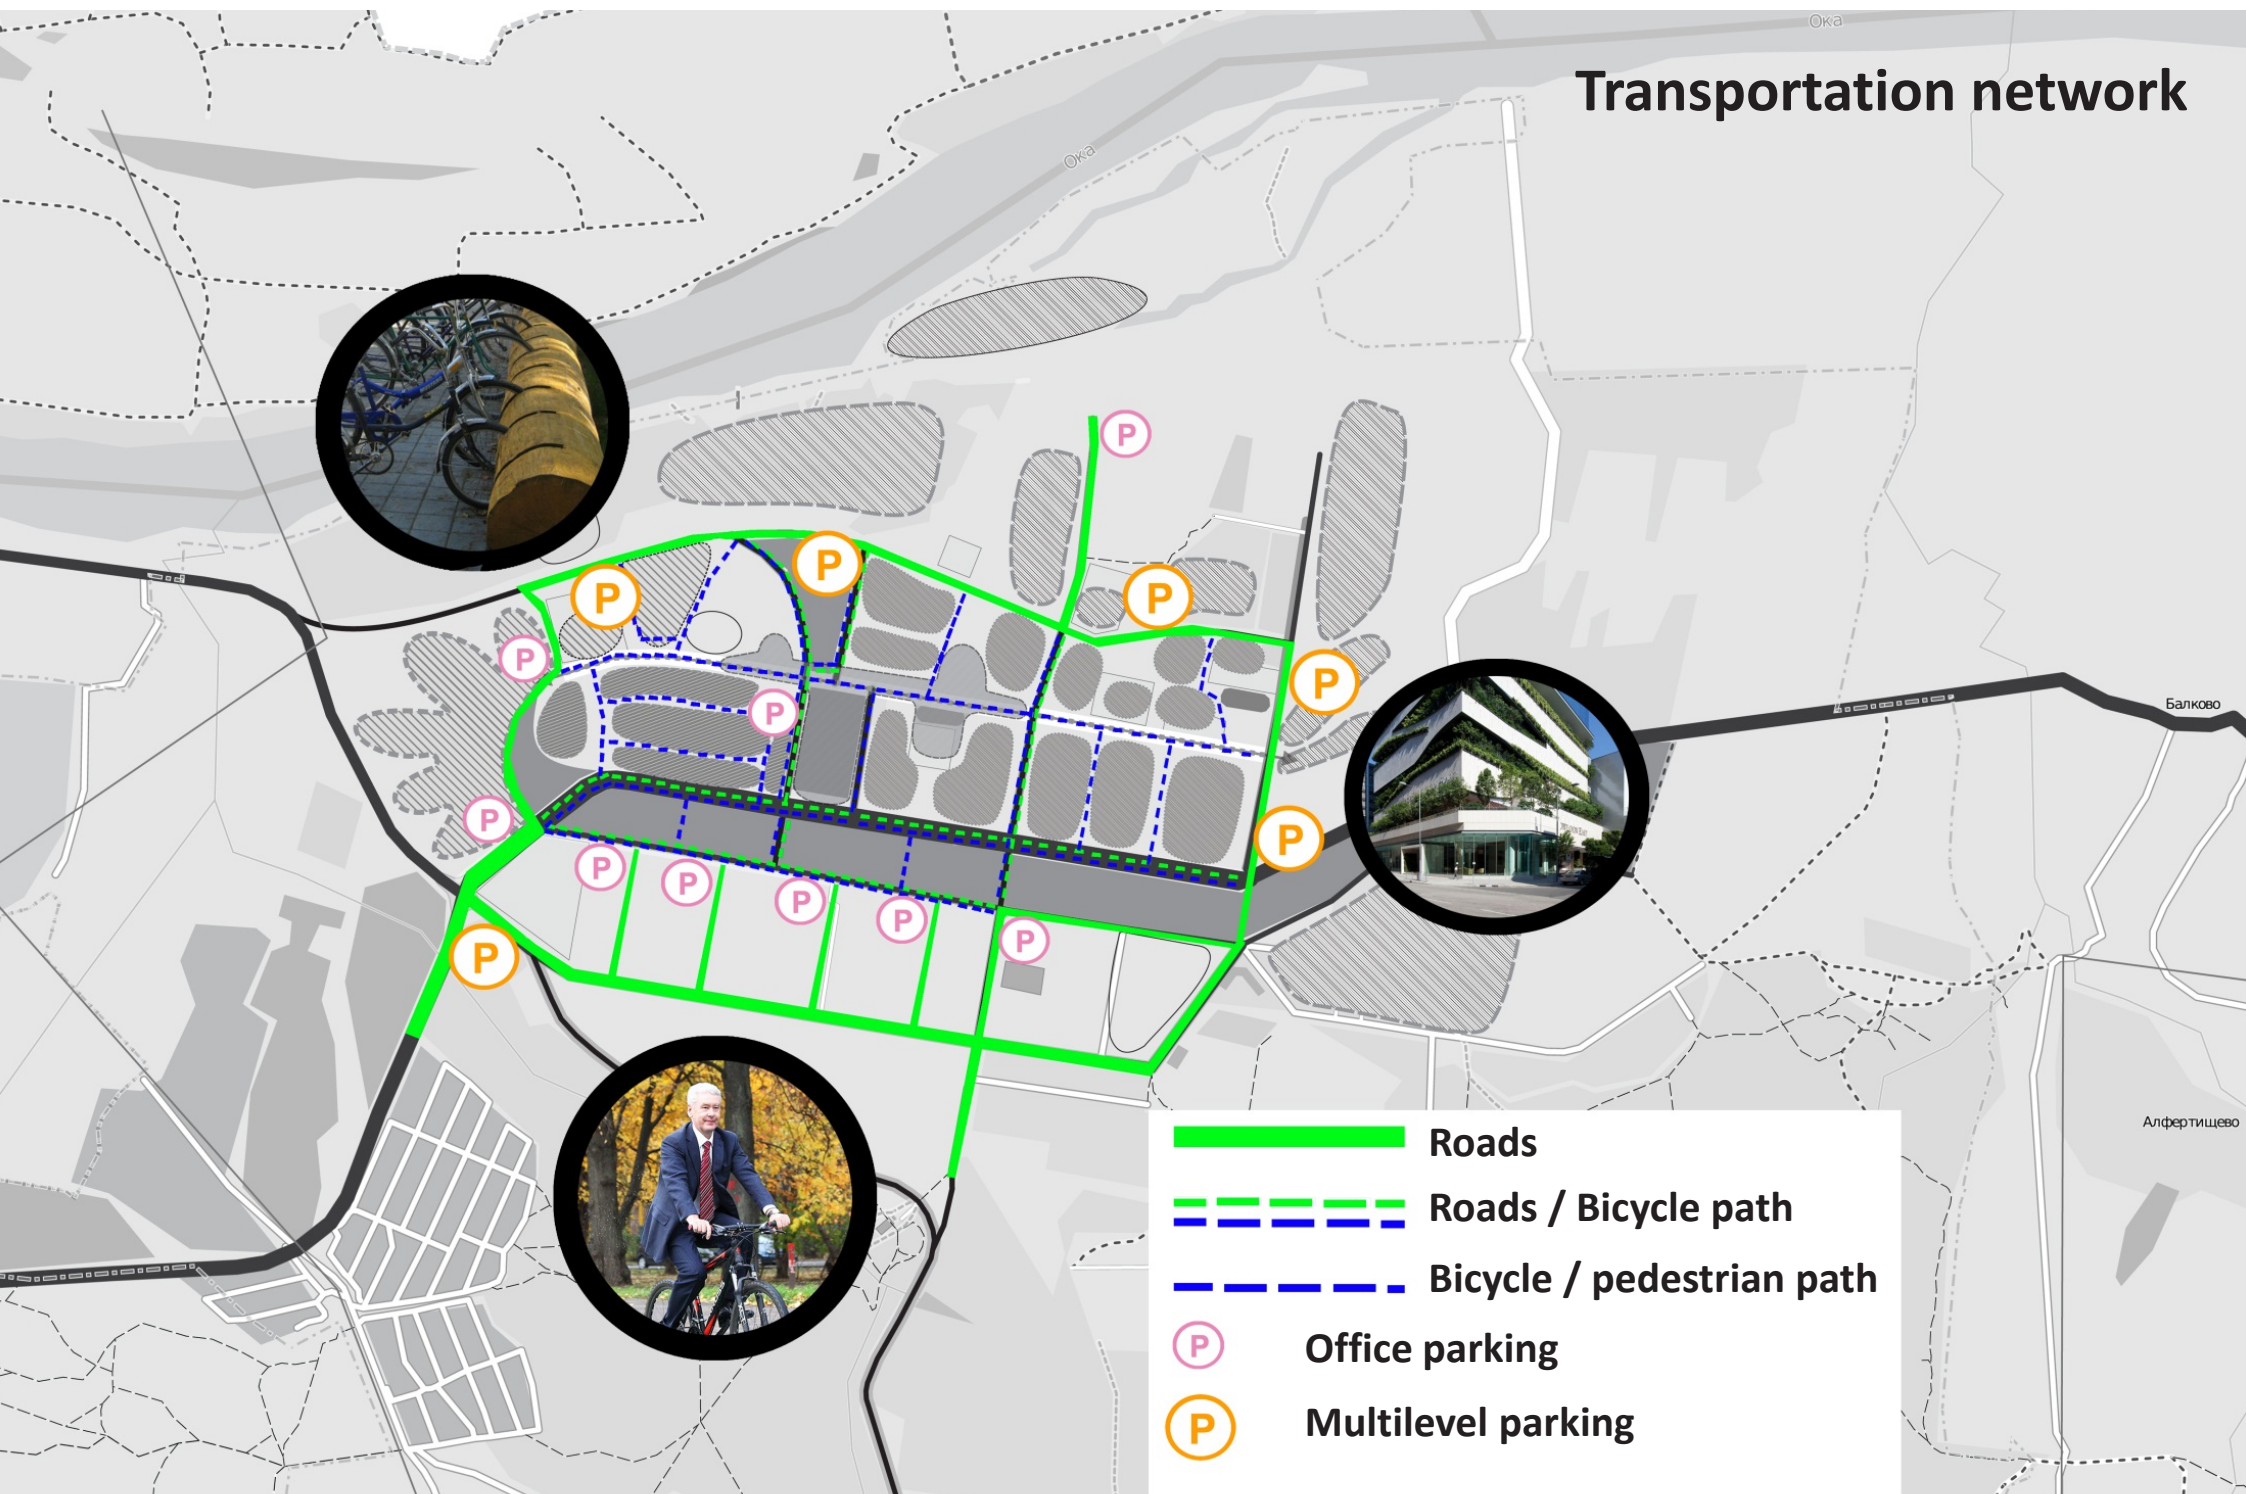 Ока
Transportation network
Ока
P
P
P
P
P
P
P
Балково
P
P
P
P
P
P
P
P
Алфертищево
Roads
Roads / Bicycle path
Bicycle / pedestrian path
P Office parking
P Multilevel parking